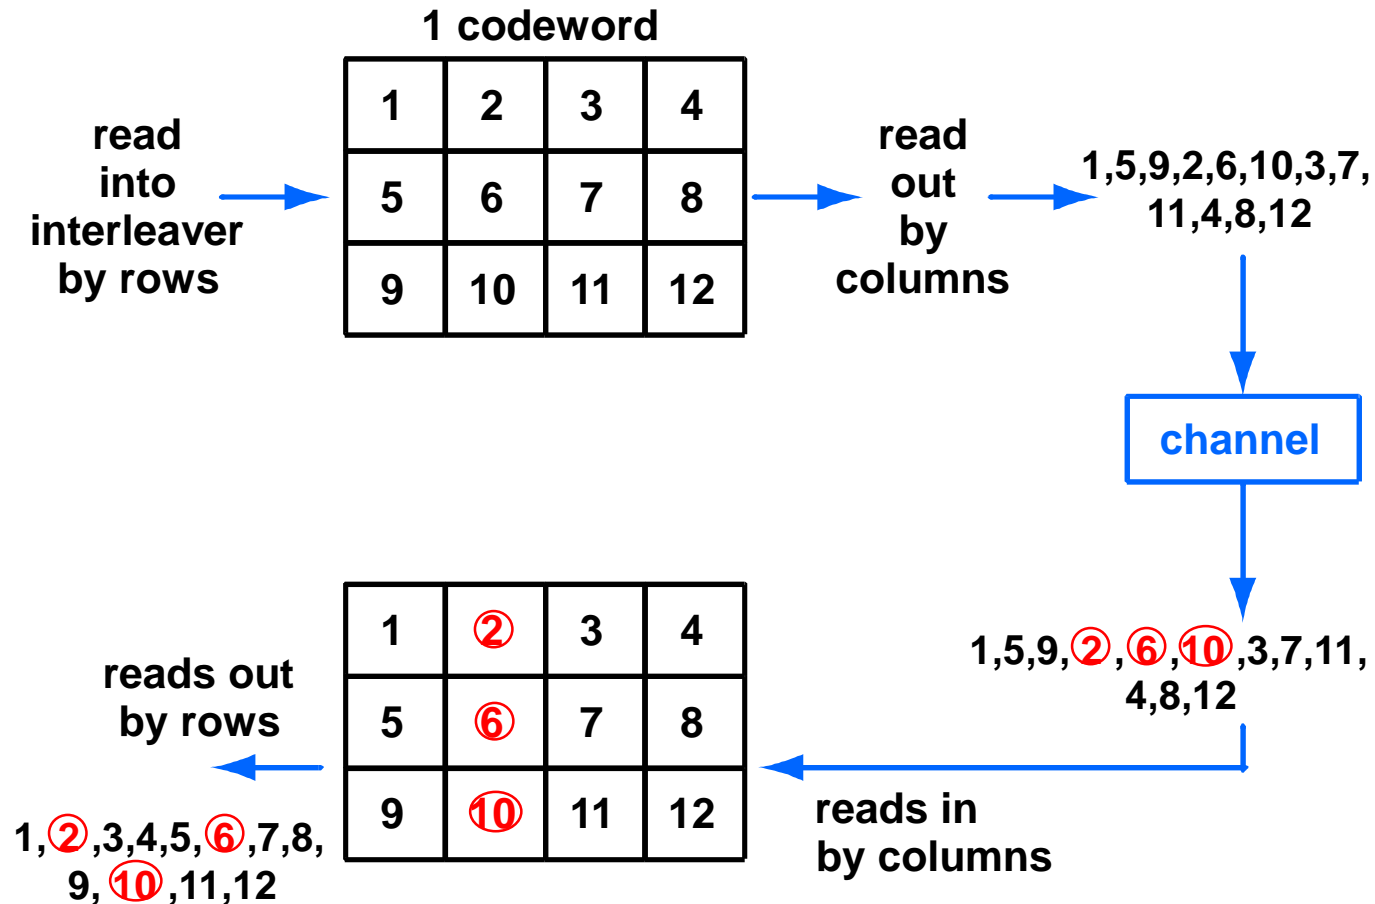 1 codeword
read
into
interleaver
by rows
1 2 3 4
5 6 7 8
9 10 11 12
read
out
by
columns
1,5,9,2,6,10,3,7,
11,4,8,12
channel
1,5,9,2,6,10,3,7,11,
4,8,12
reads in
by columns
1 2 3 4
5 6 7 8
9 10 11 12
reads out
by rows
1,2,3,4,5,6,7,8,
9,10,11,12